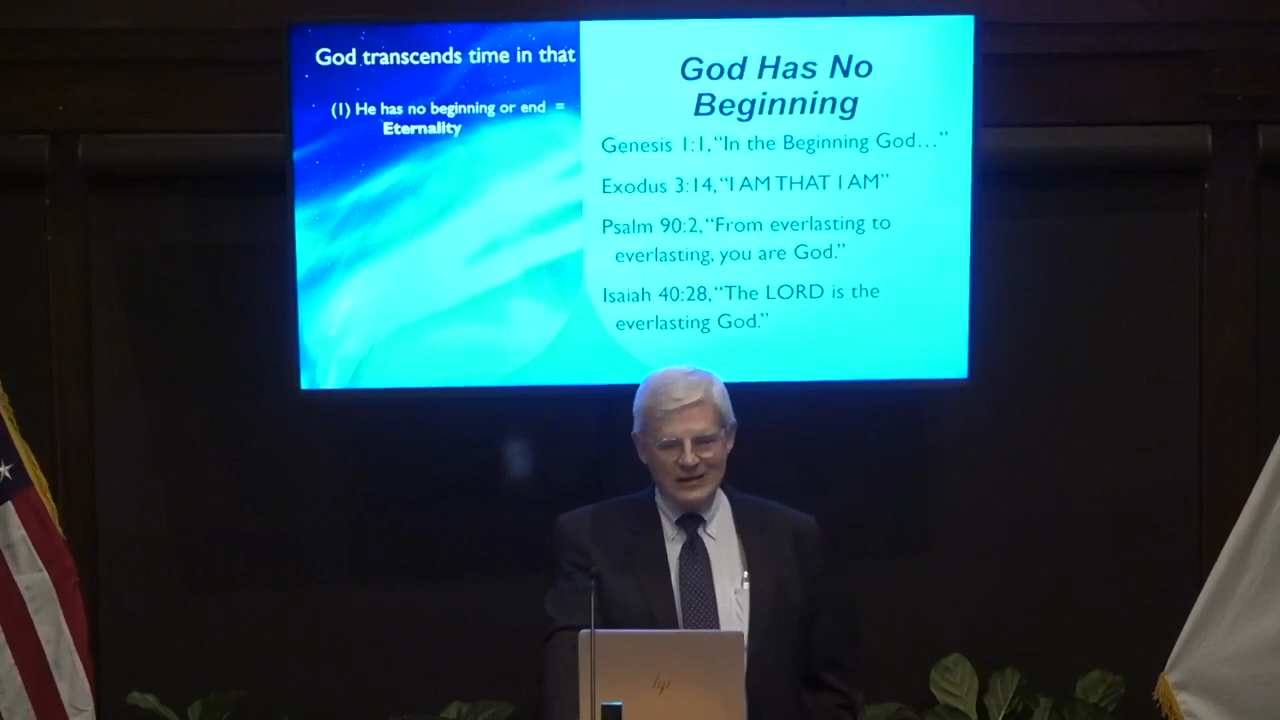 God transcends time in that
(1) He has no beginning or end =
Eternality
God Has No
Beginning
Genesis 1:1, “In the Beginning God…”
Exodus 3:14, “I AM THAT I AM”
Psalm 90:2, “From everlasting to
everlasting, you are God.”
Isaiah 40:28, “The LORD is the
everlasting God.”
hp